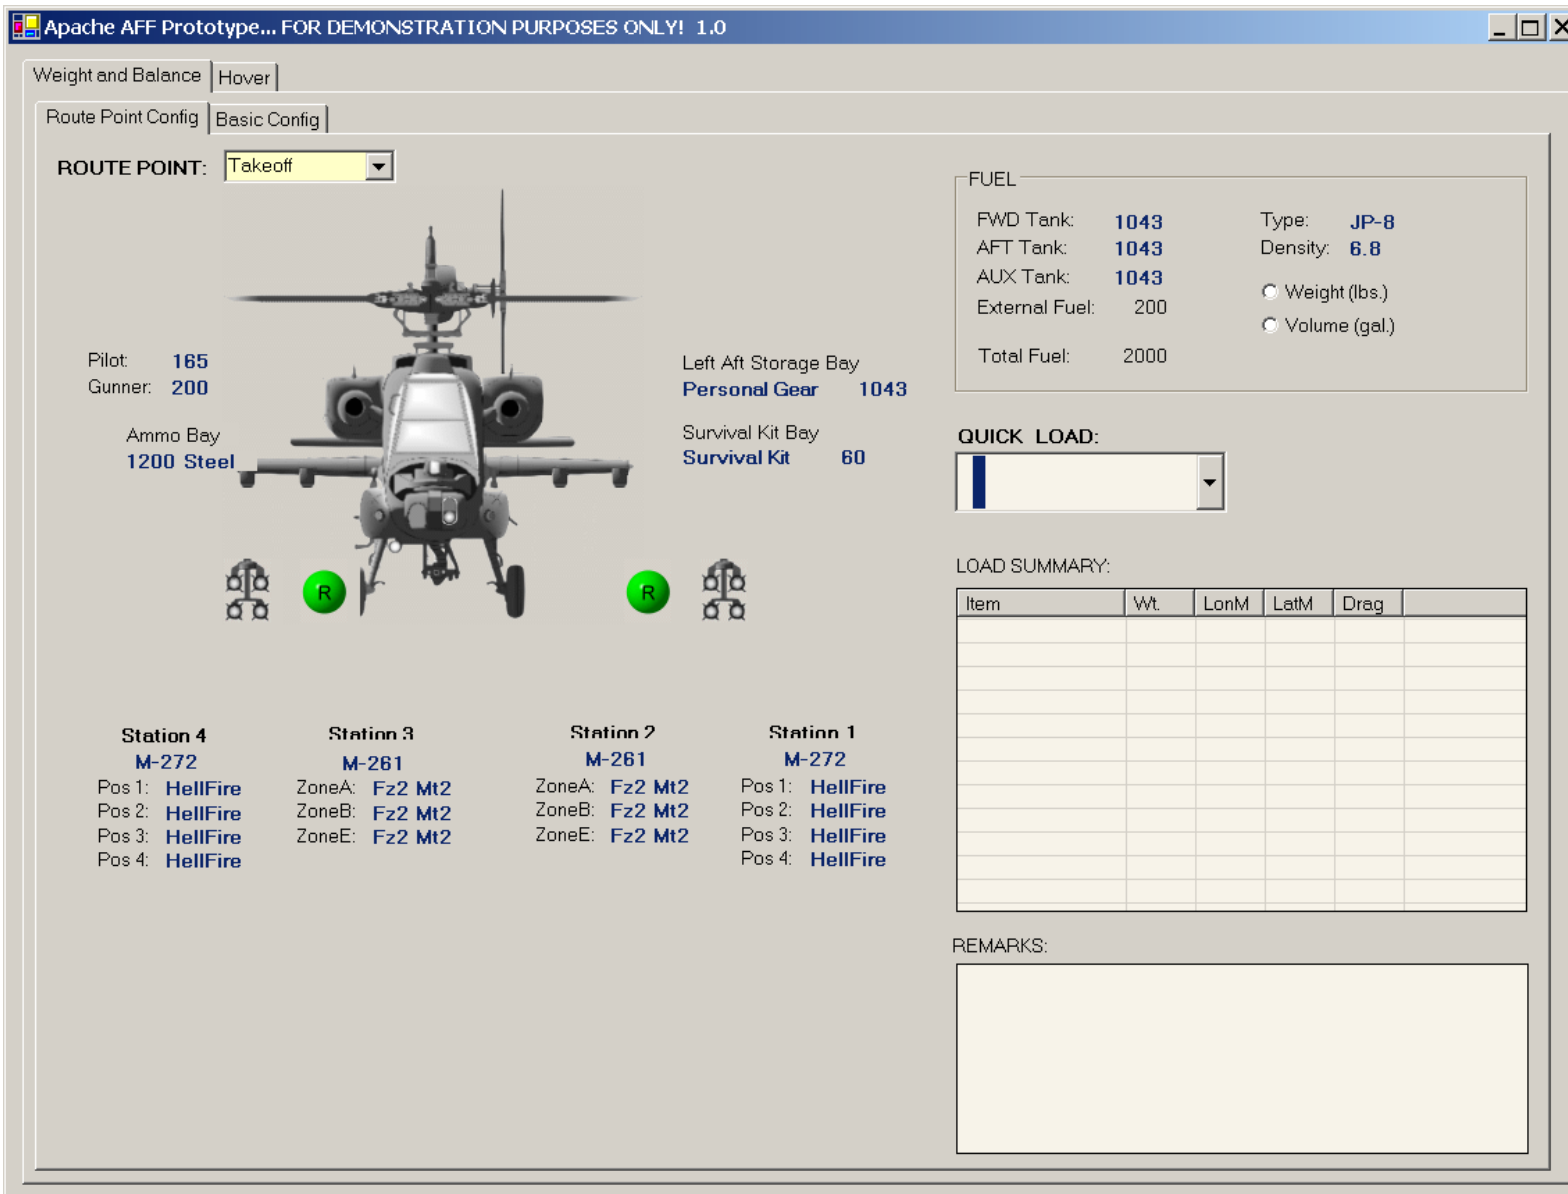 Apache AFF Prototype... FOR DEMONSTRATION PURPOSES ONLY! 1.0
Weight and Balance Hover
Route Point Config Basic Config
ROUTE POINT: Takeoff
Pilot: 165
Gunner: 200
Ammo Bay
1200 Steel
Left Aft Storage Bay
Personal Gear 1043
Survival Kit Bay
Survival Kit 60
R R
Station 4
M-272
Pos 1: HellFire
Pos 2: HellFire
Pos 3: HellFire
Pos 4: HellFire
Station 3
M-261
ZoneA: Fz2 Mt2
ZoneB: Fz2 Mt2
ZoneE: Fz2 Mt2
Station 2
M-261
ZoneA: Fz2 Mt2
ZoneB: Fz2 Mt2
ZoneE: Fz2 Mt2
Station 1
M-272
Pos 1: HellFire
Pos 2: HellFire
Pos 3: HellFire
Pos 4: HellFire
FUEL
FWD Tank: 1043 Type: JP-8
AFT Tank: 1043 Density: 6.8
AUX Tank: 1043
Weight (lbs.)
External Fuel: 200
Volume (gal.)
Total Fuel: 2000
QUICK LOAD:
LOAD SUMMARY:
Item Wt. LonM LatM Drag
REMARKS: